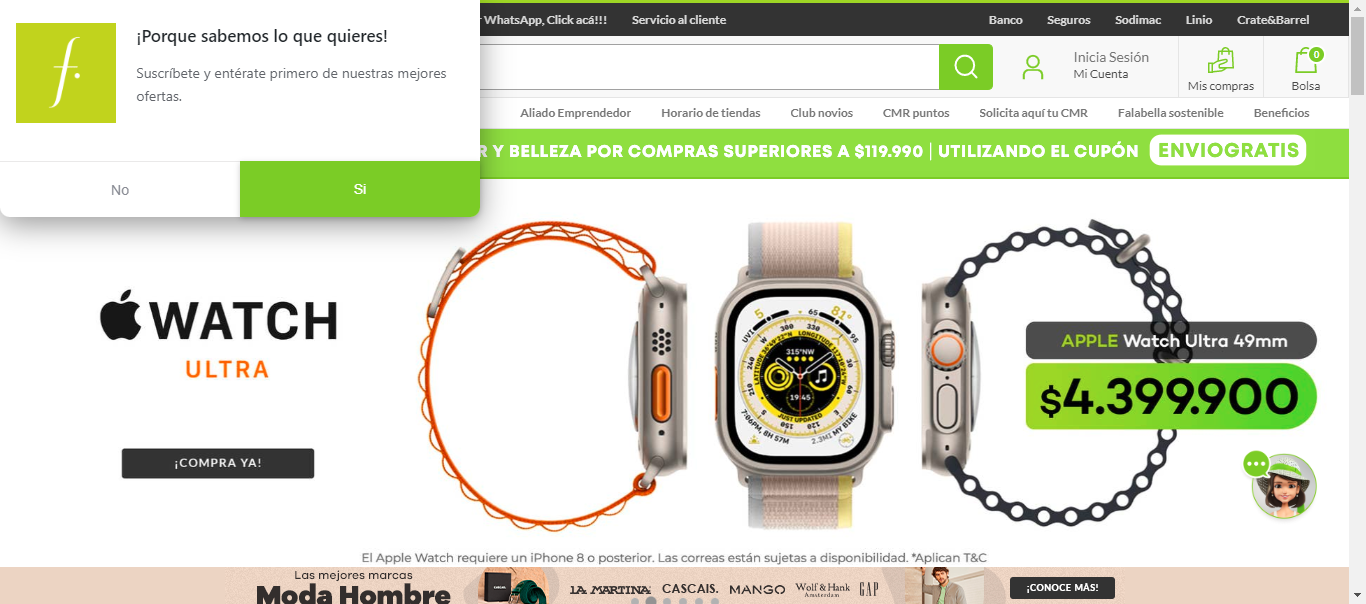 ¡Porque sabemos lo que quieres!
Suscríbete y entérate primero de nuestras mejores
ofertas.
No
Si
WhatsApp, Click acá!!!
Servicio al cliente
Banco
Seguros
Sodimac
Linio
Crate&Barrel
Inicia Sesión
Mi Cuenta
Mis compras
0
Bolsa
Aliado Emprendedor
Horario de tiendas
Club novios
CMR puntos
Solicita aquí tu CMR
Falabella sostenible
Beneficios
R Y BELLEZA POR COMPRAS SUPERIORES A $119.990 | UTILIZANDO EL CUPÓN ENVIOGRATIS
WATCH
ULTRA
¡COMPRA YA!
APPLE Watch Ultra 49mm
$4.399.900
El Apple Watch requiere un iPhone 8 o posterior. Las correas están sujetas a disponibilidad. *Aplican T&C
Las mejores marcas
Moda Hombre
LA MARTINA
CASCAIS.
MANGO
Wolf & Hank
Amsterdam
GAP
¡CONOCE MÁS!